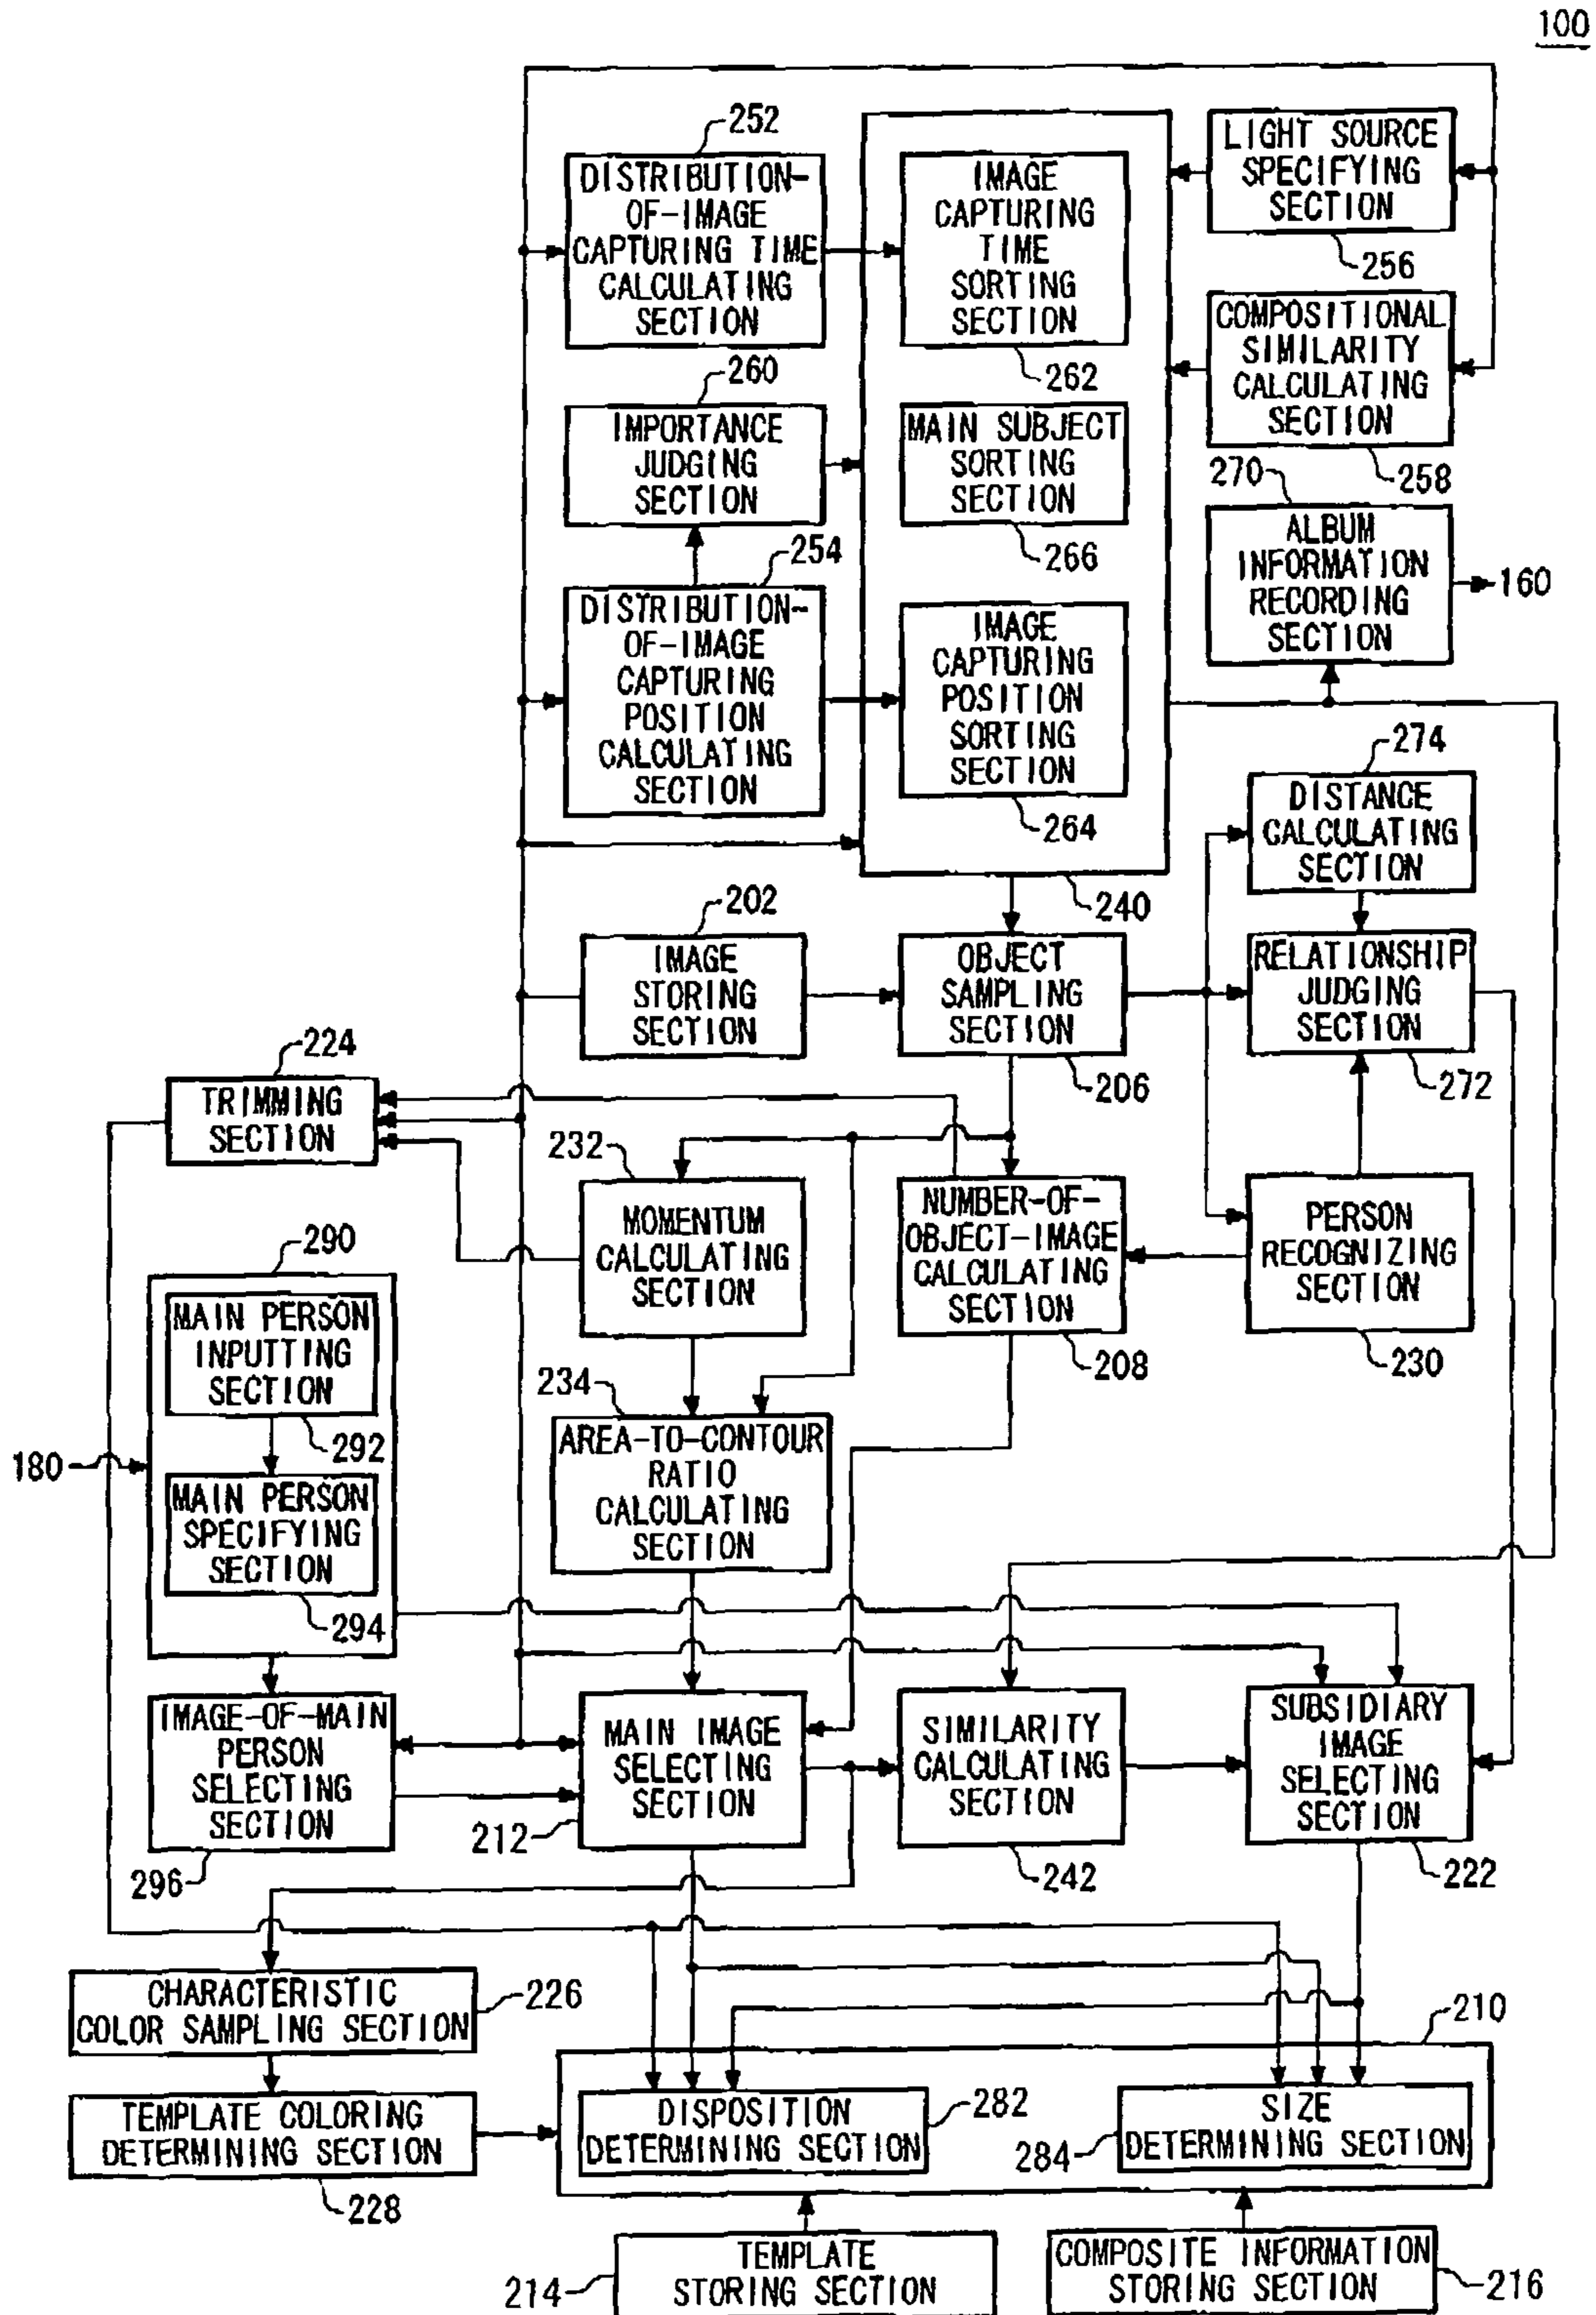 100
252
DISTRIBUTION-
OF-IMAGE
CAPTURING TIME
CALCULATING
SECTION
IMAGE
CAPTURING
TIME
SORTING
SECTION
262
LIGHT SOURCE
SPECIFYING
SECTION
256
COMPOSITIONAL
SIMILARITY
CALCULATING
SECTION
258
260
IMPORTANCE
JUDGING
SECTION
MAIN SUBJECT
SORTING
SECTION
266
270
ALBUM
INFORMATION
RECORDING
SECTION
160
254
DISTRIBUTION-
OF-IMAGE
CAPTURING
POSITION
CALCULATING
SECTION
IMAGE
CAPTURING
POSITION
SORTING
SECTION
264
240
274
DISTANCE
CALCULATING
SECTION
202
IMAGE
STORING
SECTION
OBJECT
SAMPLING
SECTION
206
RELATIONSHIP
JUDGING
SECTION
272
224
TRIMMING
SECTION
232
MOMENTUM
CALCULATING
SECTION
NUMBER-OF-
OBJECT-IMAGE
CALCULATING
SECTION
208
PERSON
RECOGNIZING
SECTION
230
290
MAIN PERSON
INPUTTING
SECTION
292
180
MAIN PERSON
SPECIFYING
SECTION
294
234
AREA-TO-CONTOUR
RATIO
CALCULATING
SECTION
IMAGE-OF-MAIN
PERSON
SELECTING
SECTION
296
MAIN IMAGE
SELECTING
SECTION
212
SIMILARITY
CALCULATING
SECTION
242
SUBSIDIARY
IMAGE
SELECTING
SECTION
222
CHARACTERISTIC
COLOR SAMPLING SECTION
226
210
TEMPLATE COLORING
DETERMINING SECTION
228
DISPOSITION
DETERMINING SECTION
282
SIZE
DETERMINING SECTION
284
TEMPLATE
STORING SECTION
214
COMPOSITE INFORMATION
STORING SECTION
216